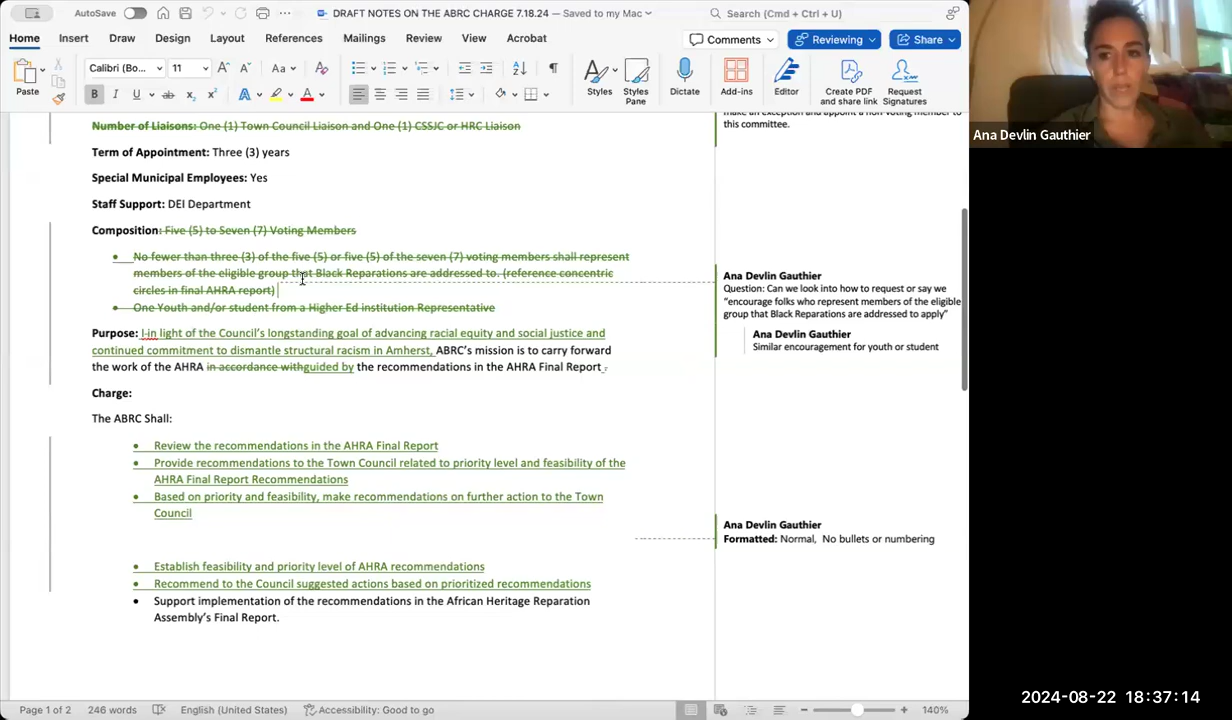 AutoSave
DRAFT NOTES ON THE ABRC CHARGE 7.18.24 — Saved to my Mac
Search (Cmd + Ctrl + U)
Home Insert Draw Design Layout References Mailings Review View Acrobat
Comments Reviewing Share
Paste
Calibri (Bo... 11
Styles
Styles Pane
Dictate
Add-ins
Editor
Create PDF and share link
Request Signatures
Number of Liaisons: One (1) Town Council Liaison and One (1) CSSJC or HRC Liaison
Term of Appointment: Three (3) years
Special Municipal Employees: Yes
Staff Support: DEI Department
Composition: Five (5) to Seven (7) Voting Members
• No fewer than three (3) of the five (5) or five (5) of the seven (7) voting members shall represent
members of the eligible group that Black Reparations are addressed to. (reference concentric
circles in final AHRA report)
• One Youth and/or student from a Higher Ed institution Representative
Purpose: I in light of the Council's longstanding goal of advancing racial equity and social justice and
continued commitment to dismantle structural racism in Amherst, ABRC's mission is to carry forward
the work of the AHRA in accordance withguided by the recommendations in the AHRA Final Report.
Charge:
The ABRC Shall:
• Review the recommendations in the AHRA Final Report
• Provide recommendations to the Town Council related to priority level and feasibility of the
AHRA Final Report Recommendations
• Based on priority and feasibility, make recommendations on further action to the Town
Council
• Establish feasibility and priority level of AHRA recommendations
• Recommend to the Council suggested actions based on prioritized recommendations
• Support implementation of the recommendations in the African Heritage Reparation
Assembly's Final Report.
this committee.
Ana Devlin Gauthier
Question: Can we look into how to request or say we
"encourage folks who represent members of the eligible
group that Black Reparations are addressed to apply"
Ana Devlin Gauthier
Similar encouragement for youth or student
Ana Devlin Gauthier
Formatted: Normal, No bullets or numbering
Page 1 of 2 246 words English (United States) Accessibility: Good to go 140%
Ana Devlin Gauthier
2024-08-22 18:37:14